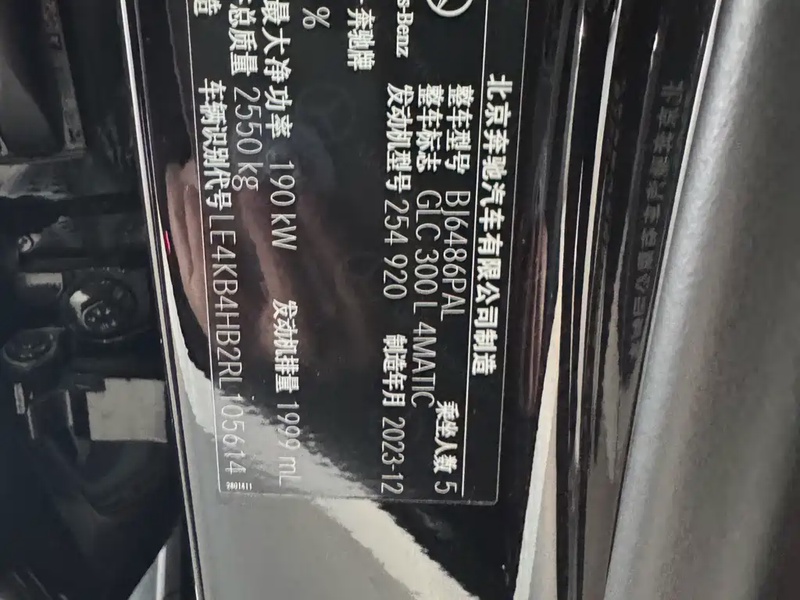 北京奔驰汽车有限公司制造
整车型号 BJ6486PAL 乘坐人数 5
整车标志 GLC 300 L 4MATIC
发动机型号 254 920 制造年月 2023-12
s-Benz
奔驰牌
%
最大净功率 190 kW 发动机排量 1999 mL
总质量 2550 kg
车辆识别代号 LE4KB4HB2RL105614
造